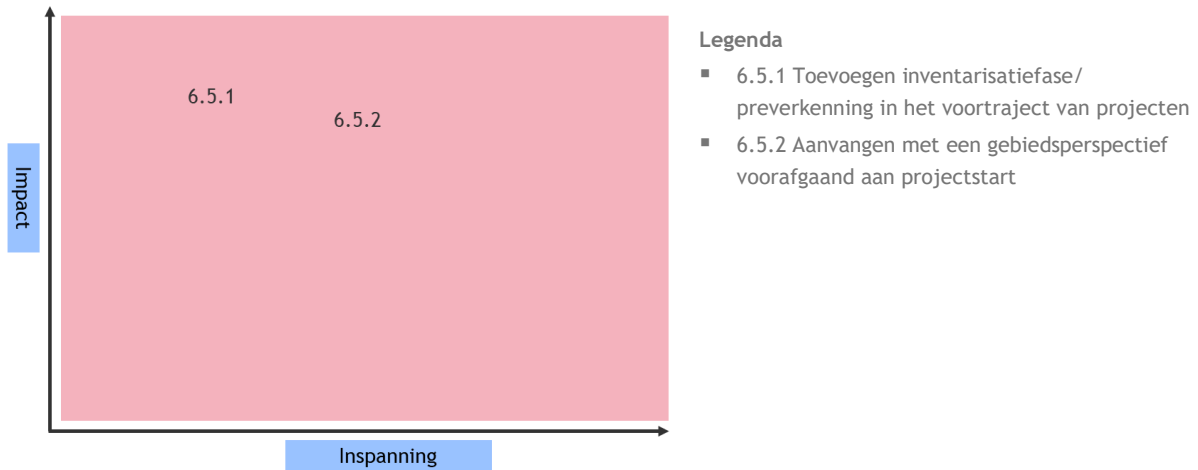 6.5.1
6.5.2
Impact
Inspanning
Legenda
▪ 6.5.1 Toevoegen inventarisatiefase/
preverkenning in het voortraject van projecten
▪ 6.5.2 Aanvangen met een gebiedsperspectief
voorafgaand aan projectstart